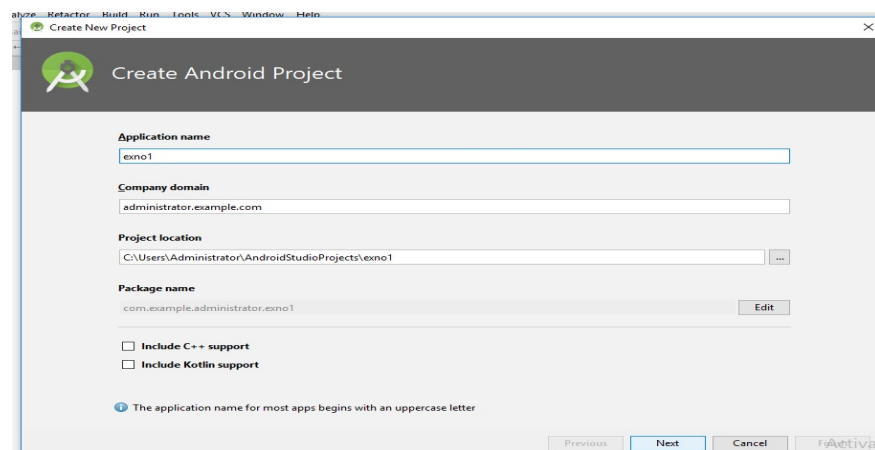 Refactor Build Run Tools VCS Window Help
Create New Project
Create Android Project
Application name
exno1
Company domain
administrator.example.com
Project location
C:\Users\Administrator\AndroidStudioProjects\exno1
...
Package name
com.example.administrator.exno1
Edit
Include C++ support
Include Kotlin support
The application name for most apps begins with an uppercase letter
Previous Next Cancel